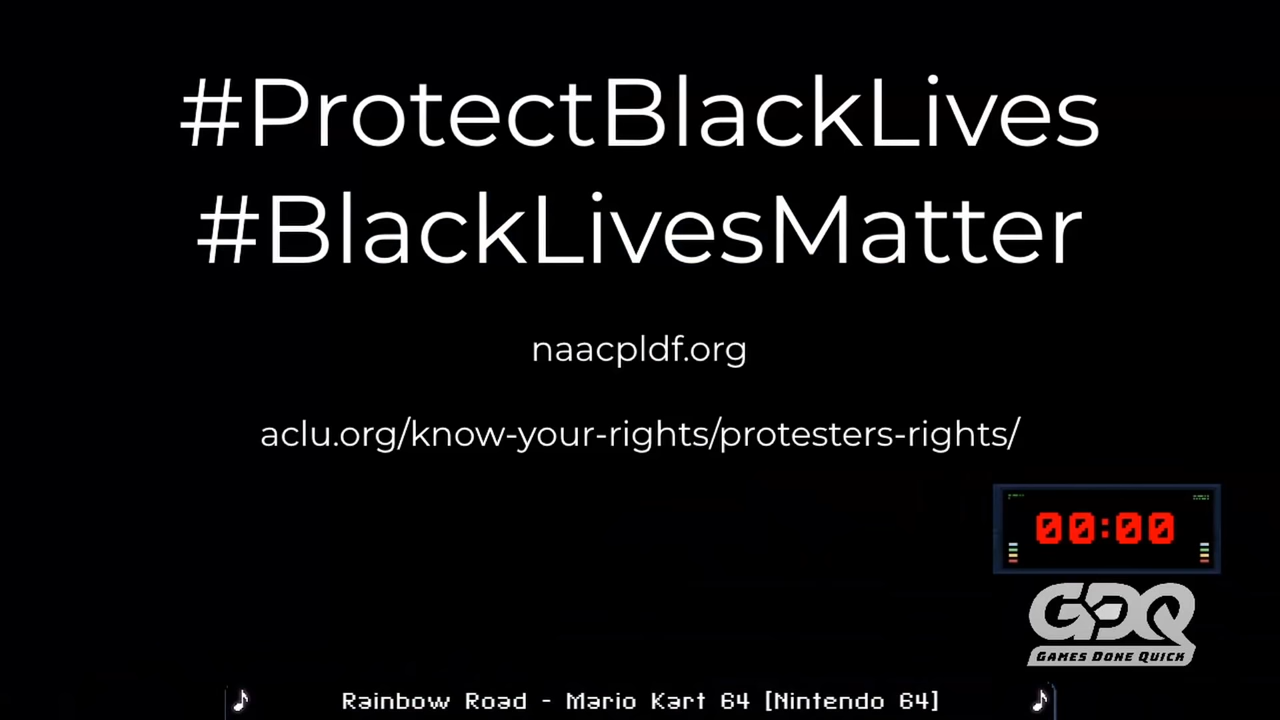 #ProtectBlackLives
#BlackLivesMatter
naacpldf.org
aclu.org/know-your-rights/protesters-rights/
00:00
GDQ
GAMES DONE QUICK
Rainbow Road - Mario Kart 64 [Nintendo 64]